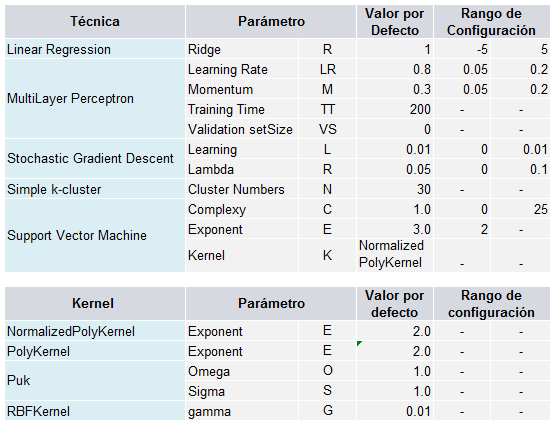 Técnica Parámetro Valor por Defecto Rango de Configuración
Linear Regression Ridge R 1 -5 5
MultiLayer Perceptron Learning Rate LR 0.8 0.05 0.2
Momentum M 0.3 0.05 0.2
Training Time TT 200 - -
Validation setSize VS 0 - -
Stochastic Gradient Descent Learning L 0.01 0 0.01
Lambda R 0.05 0 0.1
Simple k-cluster Cluster Numbers N 30 - -
Support Vector Machine Complexy C 1.0 0 25
Exponent E 3.0 2 -
Kernel K Normalized PolyKernel - -
Kernel Parámetro Valor por defecto Rango de configuración
NormalizedPolyKernel Exponent E 2.0 - -
PolyKernel Exponent E 2.0 - -
Puk Omega O 1.0 - -
Sigma S 1.0 - -
RBFKernel gamma G 0.01 - -